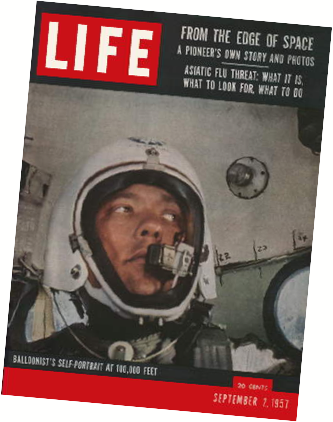 LIFE
FROM THE EDGE OF SPACE
A PIONEER'S OWN STORY AND PHOTOS
ASIATIC FLU THREAT: WHAT IT IS,
WHAT TO LOOK FOR, WHAT TO DO
BALLOONIST'S SELF-PORTRAIT AT 100,000 FEET
20 CENTS
SEPTEMBER 2, 1957